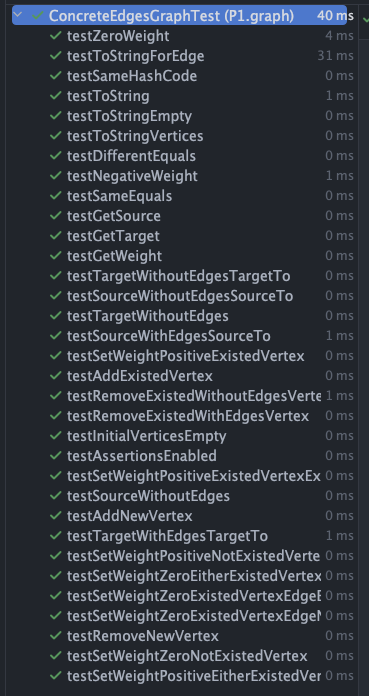 ConcreteEdgesGraphTest (P1.graph) 40 ms
testZeroWeight 4 ms
testToStringForEdge 31 ms
testSameHashCode 0 ms
testToString 1 ms
testToStringEmpty 0 ms
testToStringVertices 0 ms
testDifferentEquals 0 ms
testNegativeWeight 1 ms
testSameEquals 0 ms
testGetSource 0 ms
testGetTarget 0 ms
testGetWeight 0 ms
testTargetWithoutEdgesTargetTo 0 ms
testSourceWithoutEdgesSourceTo 0 ms
testTargetWithoutEdges 0 ms
testSourceWithEdgesSourceTo 1 ms
testSetWeightPositiveExistedVertex 0 ms
testAddExistedVertex 0 ms
testRemoveExistedWithoutEdgesVerte 1 ms
testRemoveExistedWithEdgesVertex 0 ms
testInitialVerticesEmpty 0 ms
testAssertionsEnabled 0 ms
testSetWeightPositiveExistedVertexEx 0 ms
testSourceWithoutEdges 0 ms
testAddNewVertex 0 ms
testTargetWithEdgesTargetTo 1 ms
testSetWeightPositiveNotExistedVerte 0 ms
testSetWeightZeroEitherExistedVertex 0 ms
testSetWeightZeroExistedVertexEdgeE 0 ms
testSetWeightZeroExistedVertexEdgeN 0 ms
testRemoveNewVertex 0 ms
testSetWeightZeroNotExistedVertex 0 ms
testSetWeightPositiveEitherExistedVer 0 ms